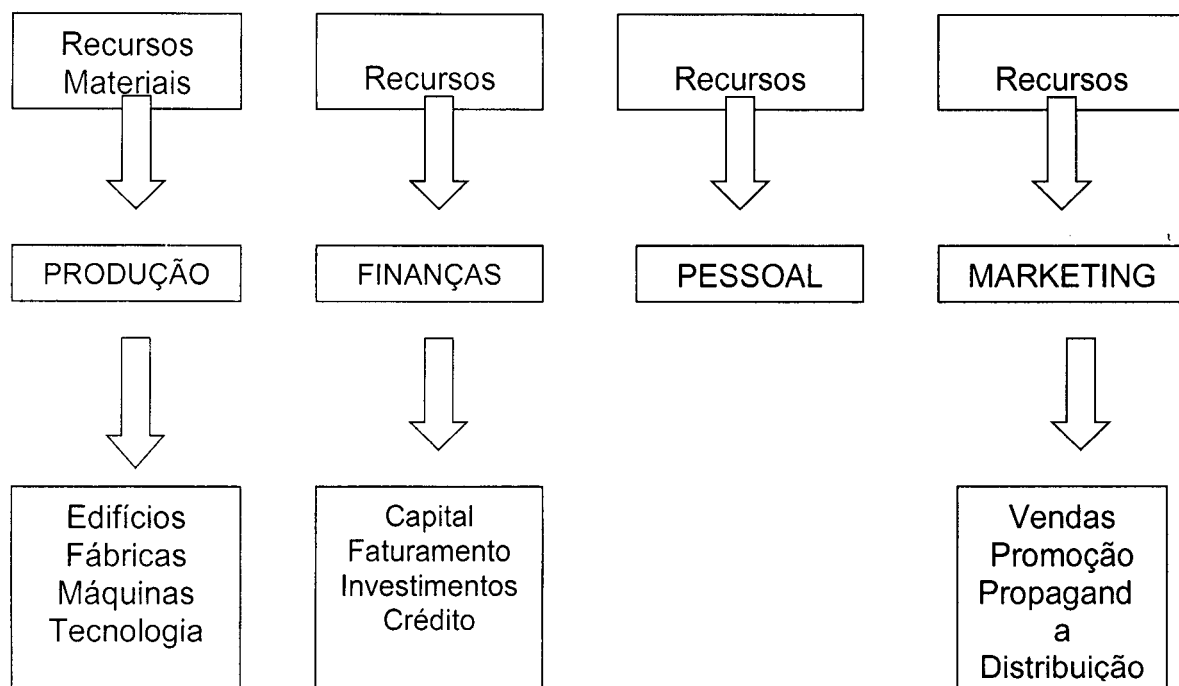 Recursos
Materiais
Recursos
Recursos
Recursos
PRODUÇÃO
FINANÇAS
PESSOAL
MARKETING
Edifícios
Fábricas
Máquinas
Tecnologia
Capital
Faturamento
Investimentos
Crédito
Vendas
Promoção
Propagand
a
Distribuição